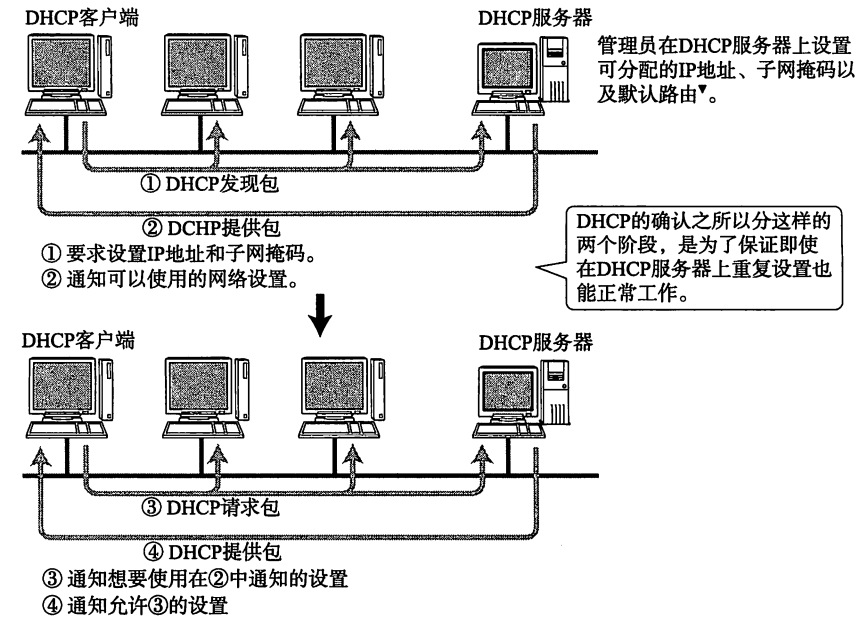 DHCP客户端
DHCP服务器
管理员在DHCP服务器上设置
可分配的IP地址、子网掩码以
及默认路由▼。
① DHCP发现包
② DCHP提供包
① 要求设置IP地址和子网掩码。
② 通知可以使用的网络设置。
DHCP的确认之所以分这样的
两个阶段，是为了保证即使
在DHCP服务器上重复设置也
能正常工作。
DHCP客户端
DHCP服务器
③ DHCP请求包
④ DHCP提供包
③ 通知想要使用在②中通知的设置
④ 通知允许③的设置